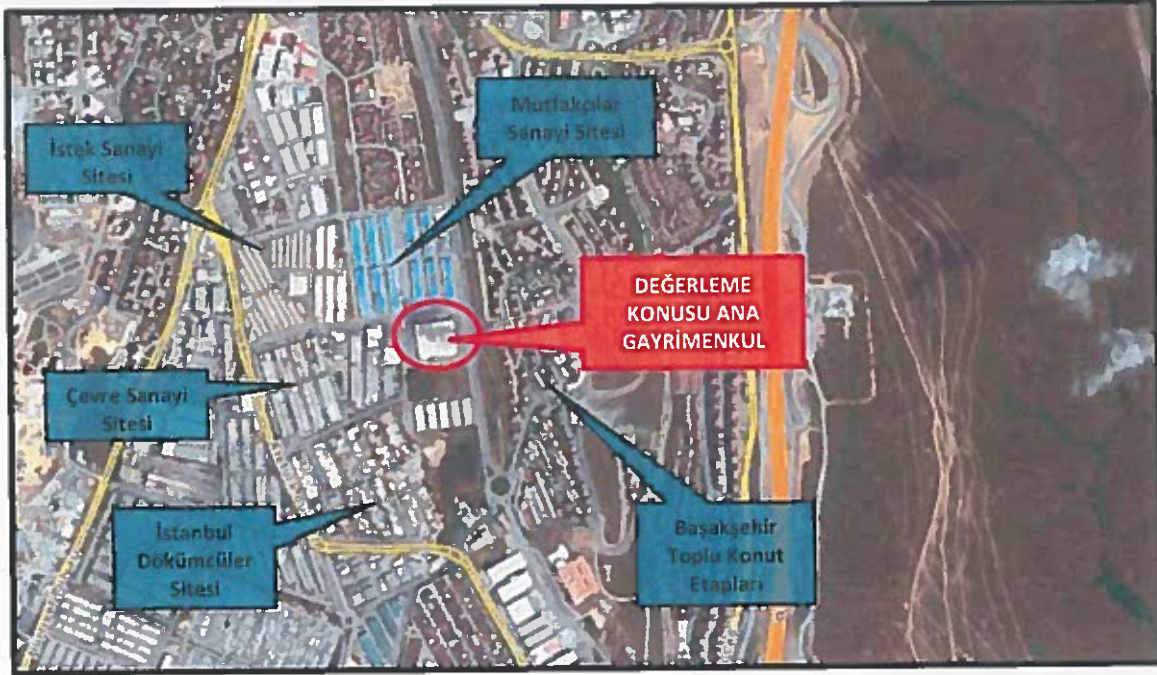 Mutfakçılar
Sanayi Sitesi
İstek Sanayi
Sitesi
DEĞERLEME
KONUSU ANA
GAYRİMENKUL
Çevre Sanayi
Sitesi
İstanbul
Dökümcüler
Sitesi
Başakşehir
Toplu Konut
Etapları